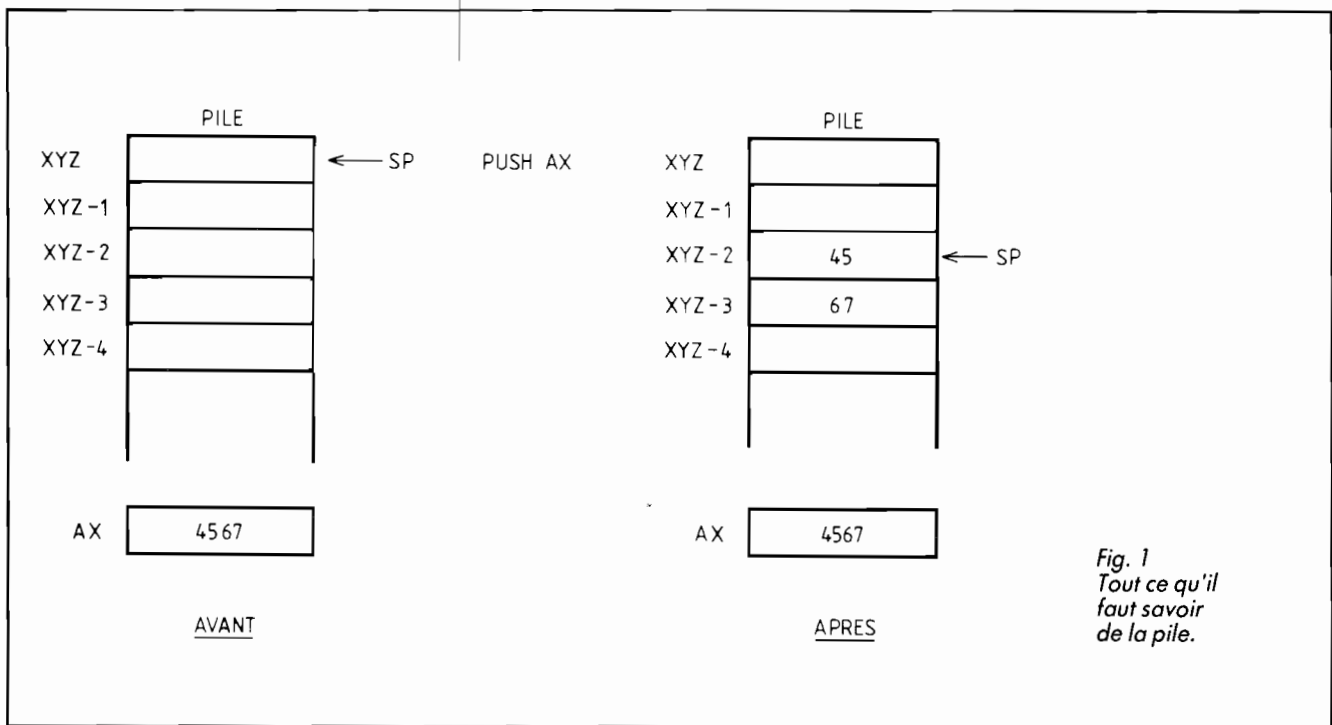 PILE
XYZ
← SP
PUSH AX
XYZ-1
XYZ-2
XYZ-3
XYZ-4
AX
4567
AVANT
PILE
XYZ
XYZ-1
XYZ-2
45
← SP
XYZ-3
67
XYZ-4
AX
4567
APRES
Fig. 1
Tout ce qu'il
faut savoir
de la pile.